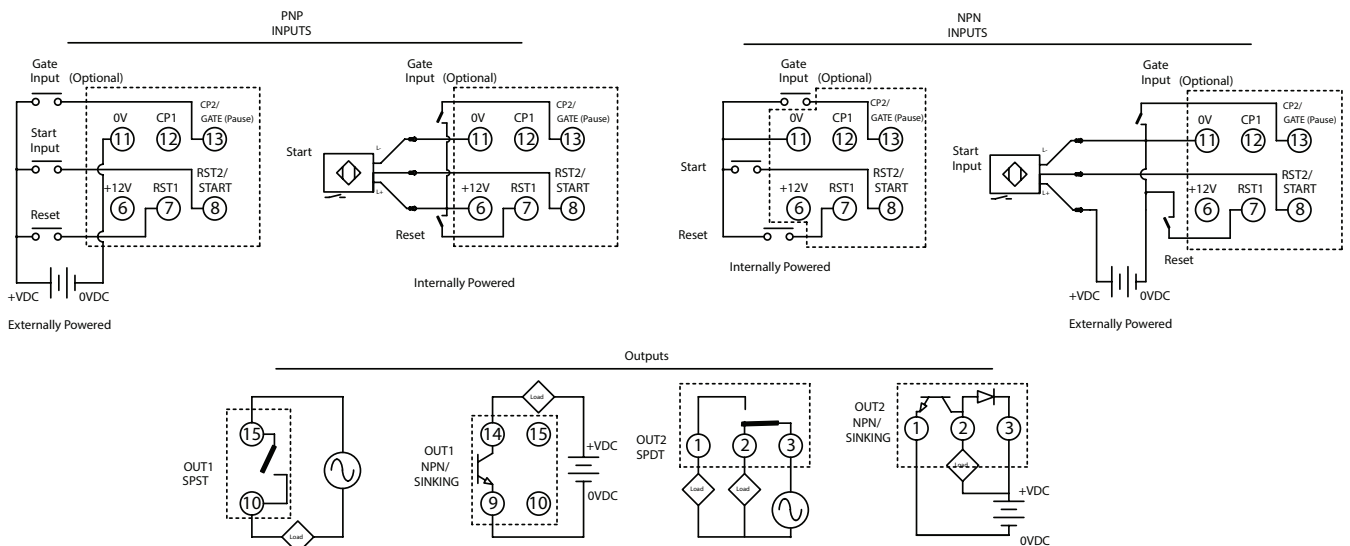 PNP
INPUTS
NPN
INPUTS
Gate
Input (Optional)
0V
CP1
CP2/
GATE (Pause)
11
12
13
Start
Input
+12V
RST1
RST2/
START
6
7
8
Reset
+VDC
0VDC
Externally Powered
Gate
Input (Optional)
0V
CP1
CP2/
GATE (Pause)
11
12
13
Start
L-
L+
+12V
RST1
RST2/
START
6
7
8
Reset
Internally Powered
Gate
Input (Optional)
0V
CP1
CP2/
GATE (Pause)
11
12
13
Start
+12V
RST1
RST2/
START
6
7
8
Reset
Internally Powered
Gate
Input (Optional)
0V
CP1
CP2/
GATE (Pause)
11
12
13
Start
Input
L-
L+
+12V
RST1
RST2/
START
6
7
8
Reset
+VDC
0VDC
Externally Powered
Outputs
15
OUT1
SPST
10
Load
Load
14
15
OUT1
NPN/
SINKING
9
10
+VDC
0VDC
OUT2
SPDT
1
2
3
Load
Load
OUT2
NPN/
SINKING
1
2
3
Load
+VDC
0VDC